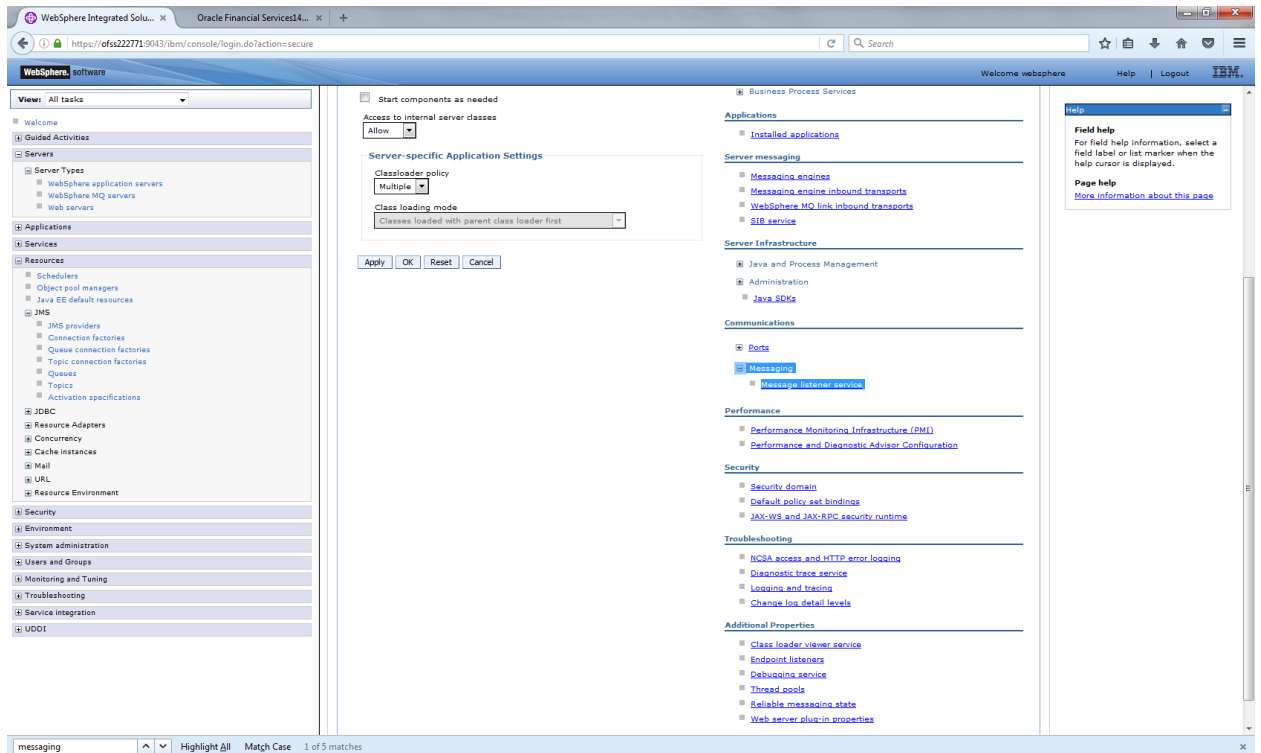 WebSphere Integrated Solu... ×
Oracle Financial Services14... ×
+
https://ofss222771:9043/ibm/console/login.do?action=secure
Search
WebSphere. software
Welcome websphere
Help | Logout
IBM.
View: All tasks
Welcome
Guided Activities
Servers
Server Types
WebSphere application servers
WebSphere MQ servers
Web servers
Applications
Services
Resources
Schedulers
Object pool managers
Java EE default resources
JMS
JMS providers
Connection factories
Queue connection factories
Topic connection factories
Queues
Topics
Activation specifications
JDBC
Resource Adapters
Concurrency
Cache instances
Mail
URL
Resource Environment
Security
Environment
System administration
Users and Groups
Monitoring and Tuning
Troubleshooting
Service integration
UDDI
Start components as needed
Access to internal server classes
Allow
Server-specific Application Settings
Classloader policy
Multiple
Class loading mode
Classes loaded with parent class loader first
Apply OK Reset Cancel
Business Process Services
Applications
Installed applications
Server messaging
Messaging engines
Messaging engine inbound transports
WebSphere MQ link inbound transports
SIB service
Server Infrastructure
Java and Process Management
Administration
Java SDKs
Communications
Ports
Messaging
Message listener service
Performance
Performance Monitoring Infrastructure (PMI)
Performance and Diagnostic Advisor Configuration
Security
Security domain
Default policy set bindings
JAX-WS and JAX-RPC security runtime
Troubleshooting
NCSA access and HTTP error logging
Diagnostic trace service
Logging and tracing
Change log detail levels
Additional Properties
Class loader viewer service
Endpoint listeners
Debugging service
Thread pools
Reliable messaging state
Web server plug-in properties
Help
Field help
For field help information, select a
field label or list marker when the
help cursor is displayed.
Page help
More information about this page
messaging
Highlight All Match Case 1 of 5 matches